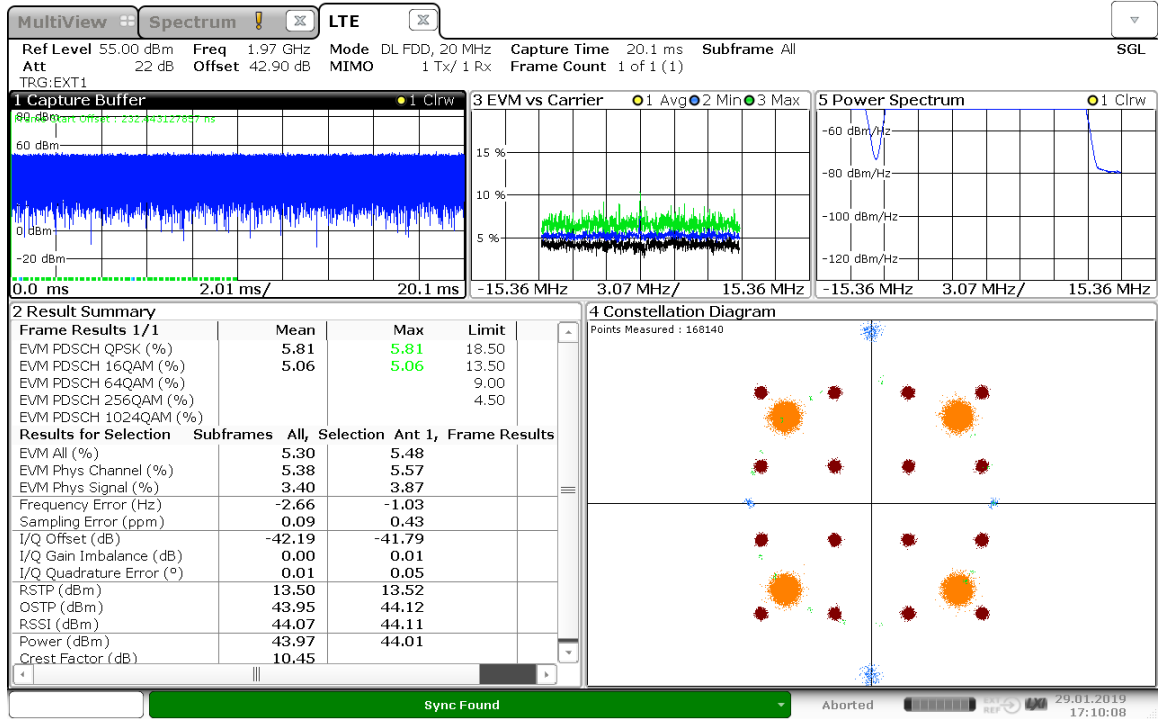 MultiView Spectrum LTE
Ref Level 55.00 dBm Freq 1.97 GHz Mode DL FDD, 20 MHz Capture Time 20.1 ms Subframe All SGL
Att 22 dB Offset 42.90 dB MIMO 1 Tx/ 1 Rx Frame Count 1 of 1 (1)
TRG:EXT1
1 Capture Buffer 1 Clrw
80 dBm
Frame Start Offset : 232.443127857 ns
60 dBm
0 dBm
-20 dBm
0.0 ms 2.01 ms/ 20.1 ms
3 EVM vs Carrier 1 Avg 2 Min 3 Max
15 %
10 %
5 %
-15.36 MHz 3.07 MHz/ 15.36 MHz
5 Power Spectrum 1 Clrw
-60 dBm/Hz
-80 dBm/Hz
-100 dBm/Hz
-120 dBm/Hz
-15.36 MHz 3.07 MHz/ 15.36 MHz
2 Result Summary
Frame Results 1/1 Mean Max Limit
EVM PDSCH QPSK (%) 5.81 5.81 18.50
EVM PDSCH 16QAM (%) 5.06 5.06 13.50
EVM PDSCH 64QAM (%) 9.00
EVM PDSCH 256QAM (%) 4.50
EVM PDSCH 1024QAM (%)
Results for Selection Subframes All, Selection Ant 1, Frame Results
EVM All (%) 5.30 5.48
EVM Phys Channel (%) 5.38 5.57
EVM Phys Signal (%) 3.40 3.87
Frequency Error (Hz) -2.66 -1.03
Sampling Error (ppm) 0.09 0.43
I/Q Offset (dB) -42.19 -41.79
I/Q Gain Imbalance (dB) 0.00 0.01
I/Q Quadrature Error (°) 0.01 0.05
RSTP (dBm) 13.50 13.52
OSTP (dBm) 43.95 44.12
RSSI (dBm) 44.07 44.11
Power (dBm) 43.97 44.01
Crest Factor (dB) 10.45
4 Constellation Diagram
Points Measured : 168140
Sync Found
Aborted
EXT
REF
LXI
29.01.2019
17:10:08